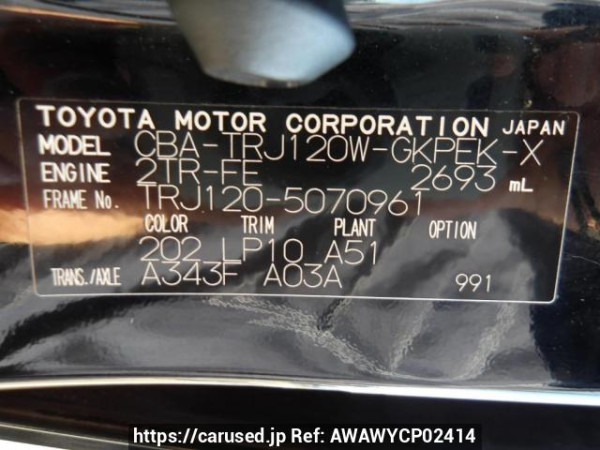 TOYOTA MOTOR CORPORATION JAPAN
MODEL CBA-TRJ120W-GKPEK-X
ENGINE 2TR-FE 2693 mL
FRAME No. TRJ120-5070961
COLOR TRIM PLANT OPTION
202 LP10 A51
TRANS./AXLE A343F A03A 991
https://carused.jp Ref: AWAWYCP02414